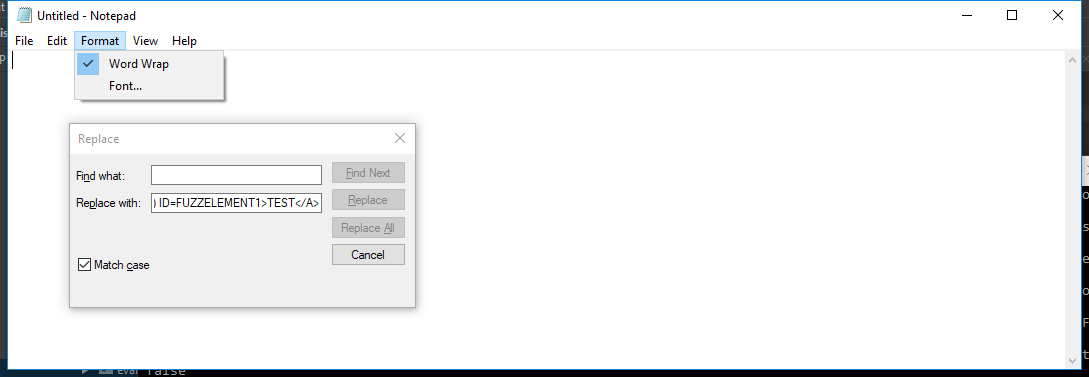 Untitled - Notepad
File Edit Format View Help
Word Wrap
Font...
Replace
Find what:
Find Next
Replace with: ) ID=FUZZELEMENT1>TEST</A>
Replace
Replace All
Cancel
Match case
eval false